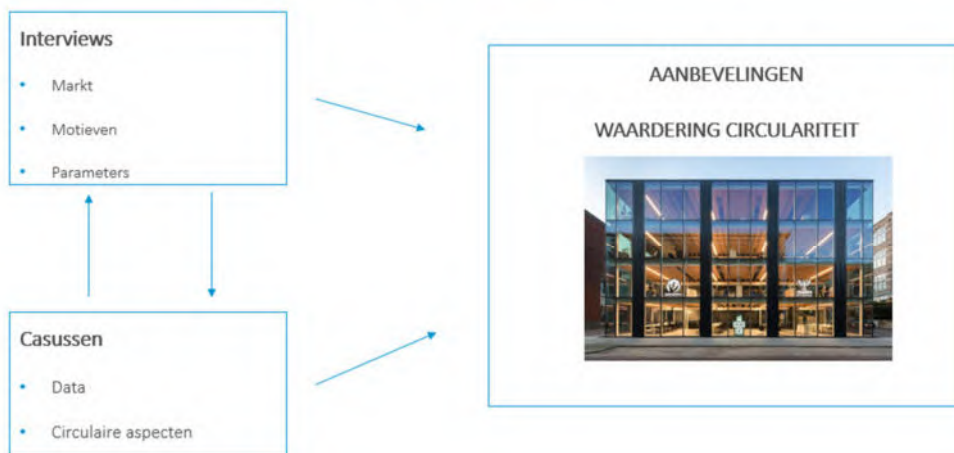 Interviews
• Markt
• Motieven
• Parameters
Casussen
• Data
• Circulaire aspecten
AANBEVELINGEN
WAARDERING CIRCULARITEIT